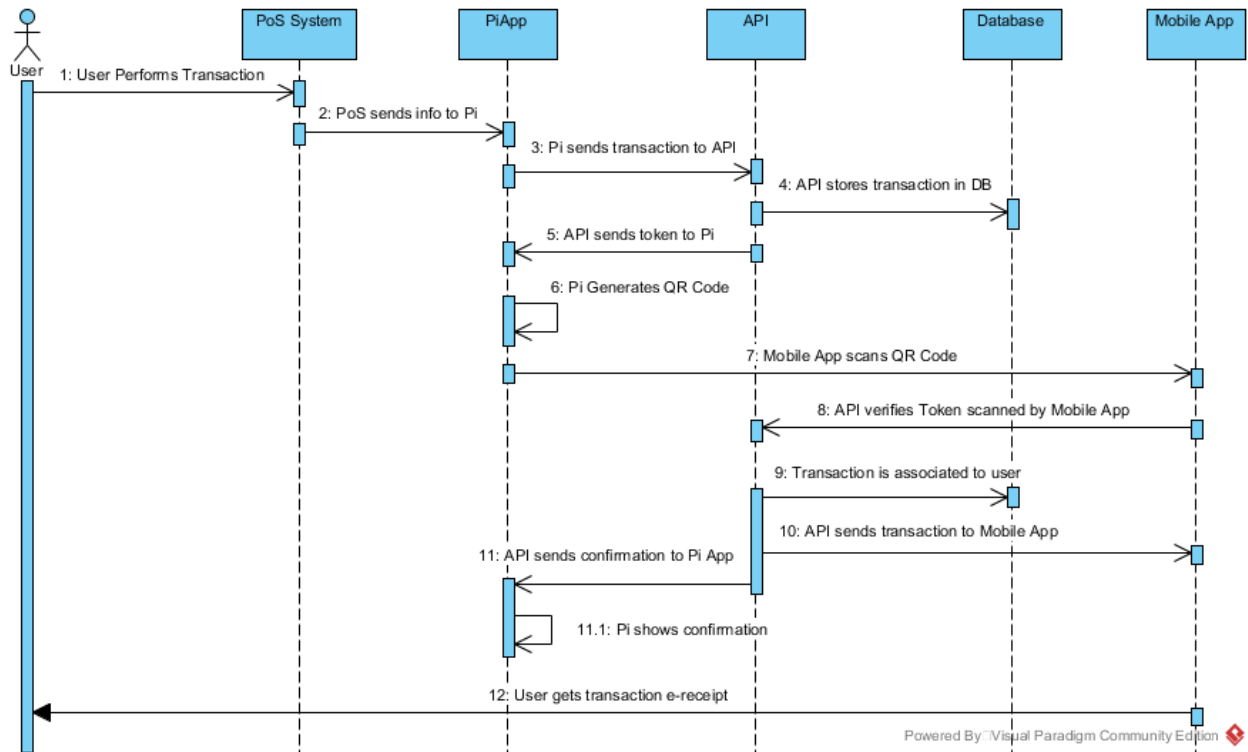 PoS System
PiApp
API
Database
Mobile App
User
1: User Performs Transaction
2: PoS sends info to Pi
3: Pi sends transaction to API
4: API stores transaction in DB
5: API sends token to Pi
6: Pi Generates QR Code
7: Mobile App scans QR Code
8: API verifies Token scanned by Mobile App
9: Transaction is associated to user
10: API sends transaction to Mobile App
11: API sends confirmation to Pi App
11.1: Pi shows confirmation
12: User gets transaction e-receipt
Powered By Visual Paradigm Community Edition